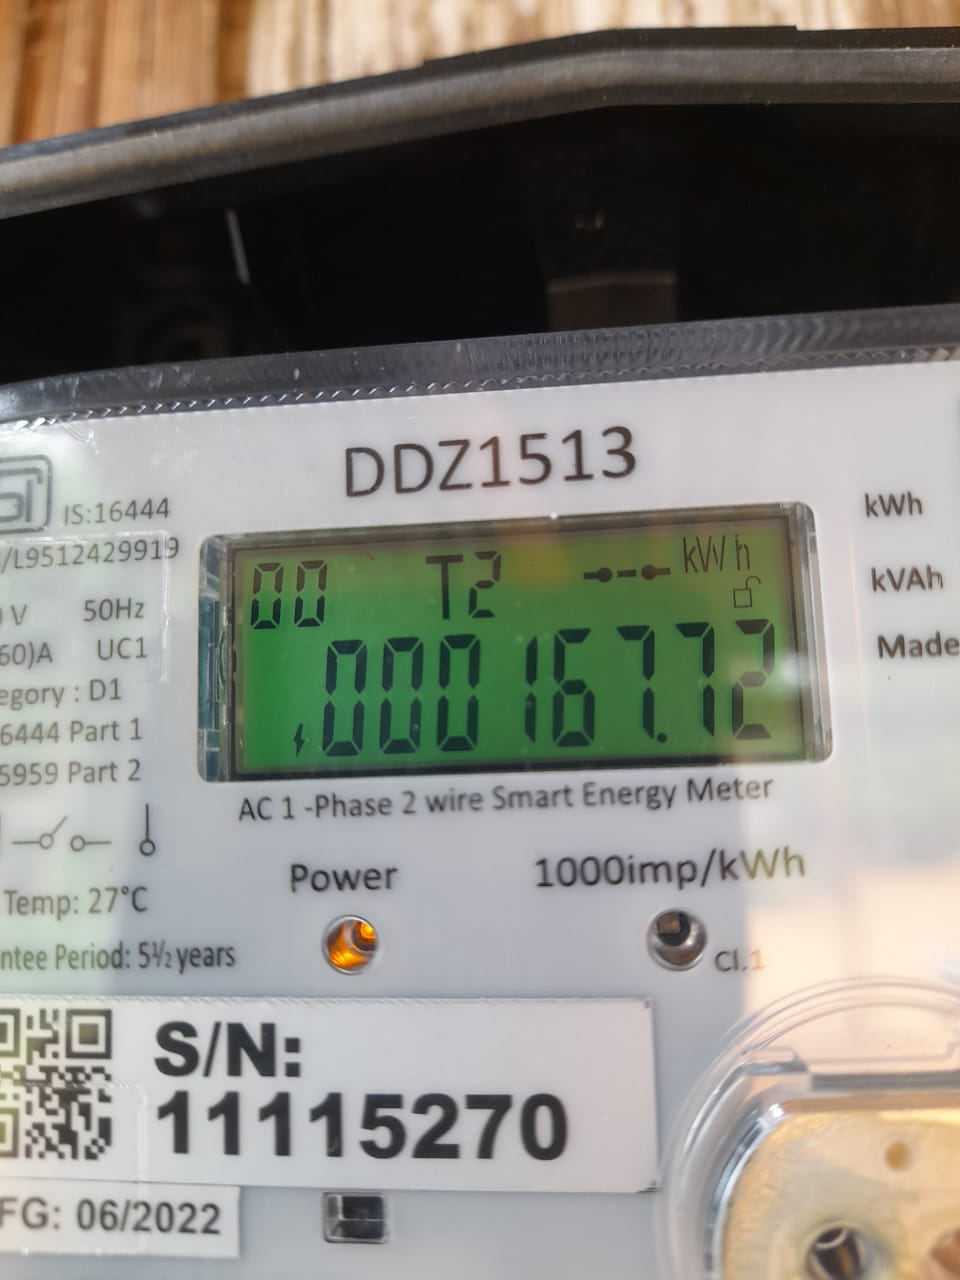 DDZ1513
IS:16444
/L9512429919
V 50Hz
60)A UC1
egory : D1
6444 Part 1
5959 Part 2
Temp: 27°C
ntee Period: 5½ years
00 T2 kWh
000167.72
AC 1 -Phase 2 wire Smart Energy Meter
Power
1000imp/kWh
Cl.1
kWh
kVAh
Made
S/N:
11115270
FG: 06/2022